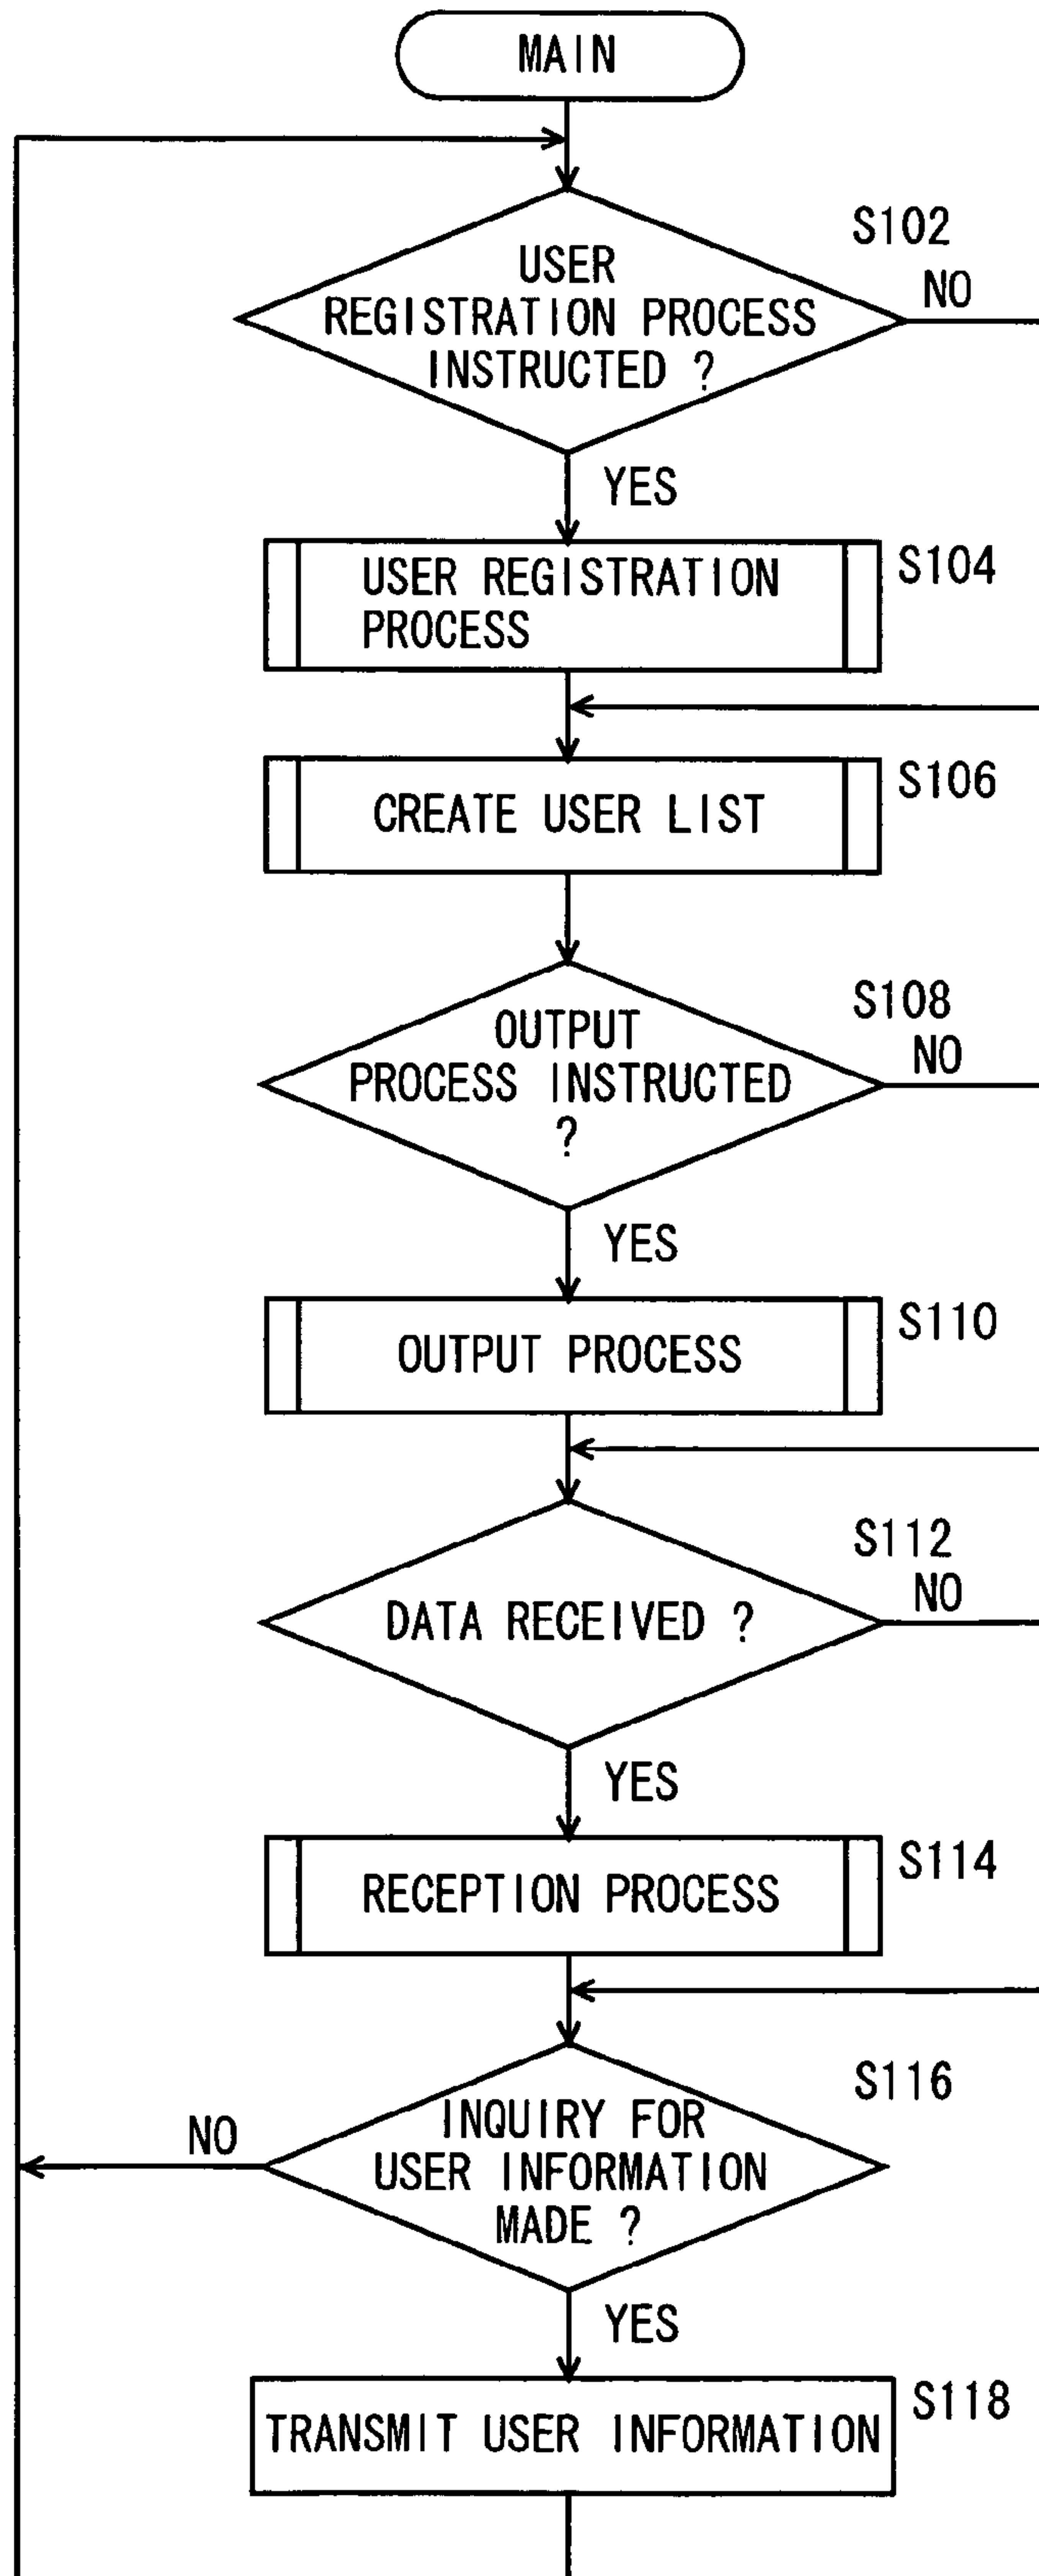 MAIN
S102
USER
REGISTRATION PROCESS
INSTRUCTED ?
NO
YES
USER REGISTRATION
PROCESS
S104
CREATE USER LIST
S106
S108
OUTPUT
PROCESS INSTRUCTED
?
NO
YES
OUTPUT PROCESS
S110
S112
DATA RECEIVED ?
NO
YES
RECEPTION PROCESS
S114
S116
INQUIRY FOR
USER INFORMATION
MADE ?
NO
YES
TRANSMIT USER INFORMATION
S118